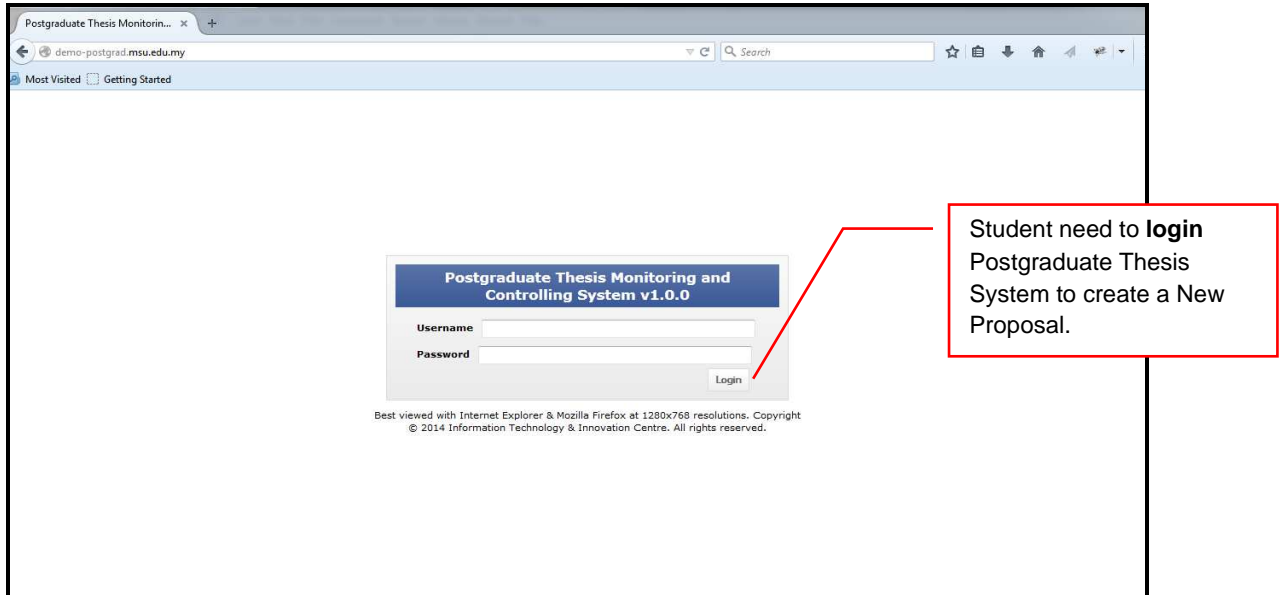 Postgraduate Thesis Monitorin...
demo-postgrad.msu.edu.my
Search
Most Visited
Getting Started
Postgraduate Thesis Monitoring and
Controlling System v1.0.0
Username
Password
Login
Best viewed with Internet Explorer & Mozilla Firefox at 1280x768 resolutions. Copyright
© 2014 Information Technology & Innovation Centre. All rights reserved.
Student need to login
Postgraduate Thesis
System to create a New
Proposal.